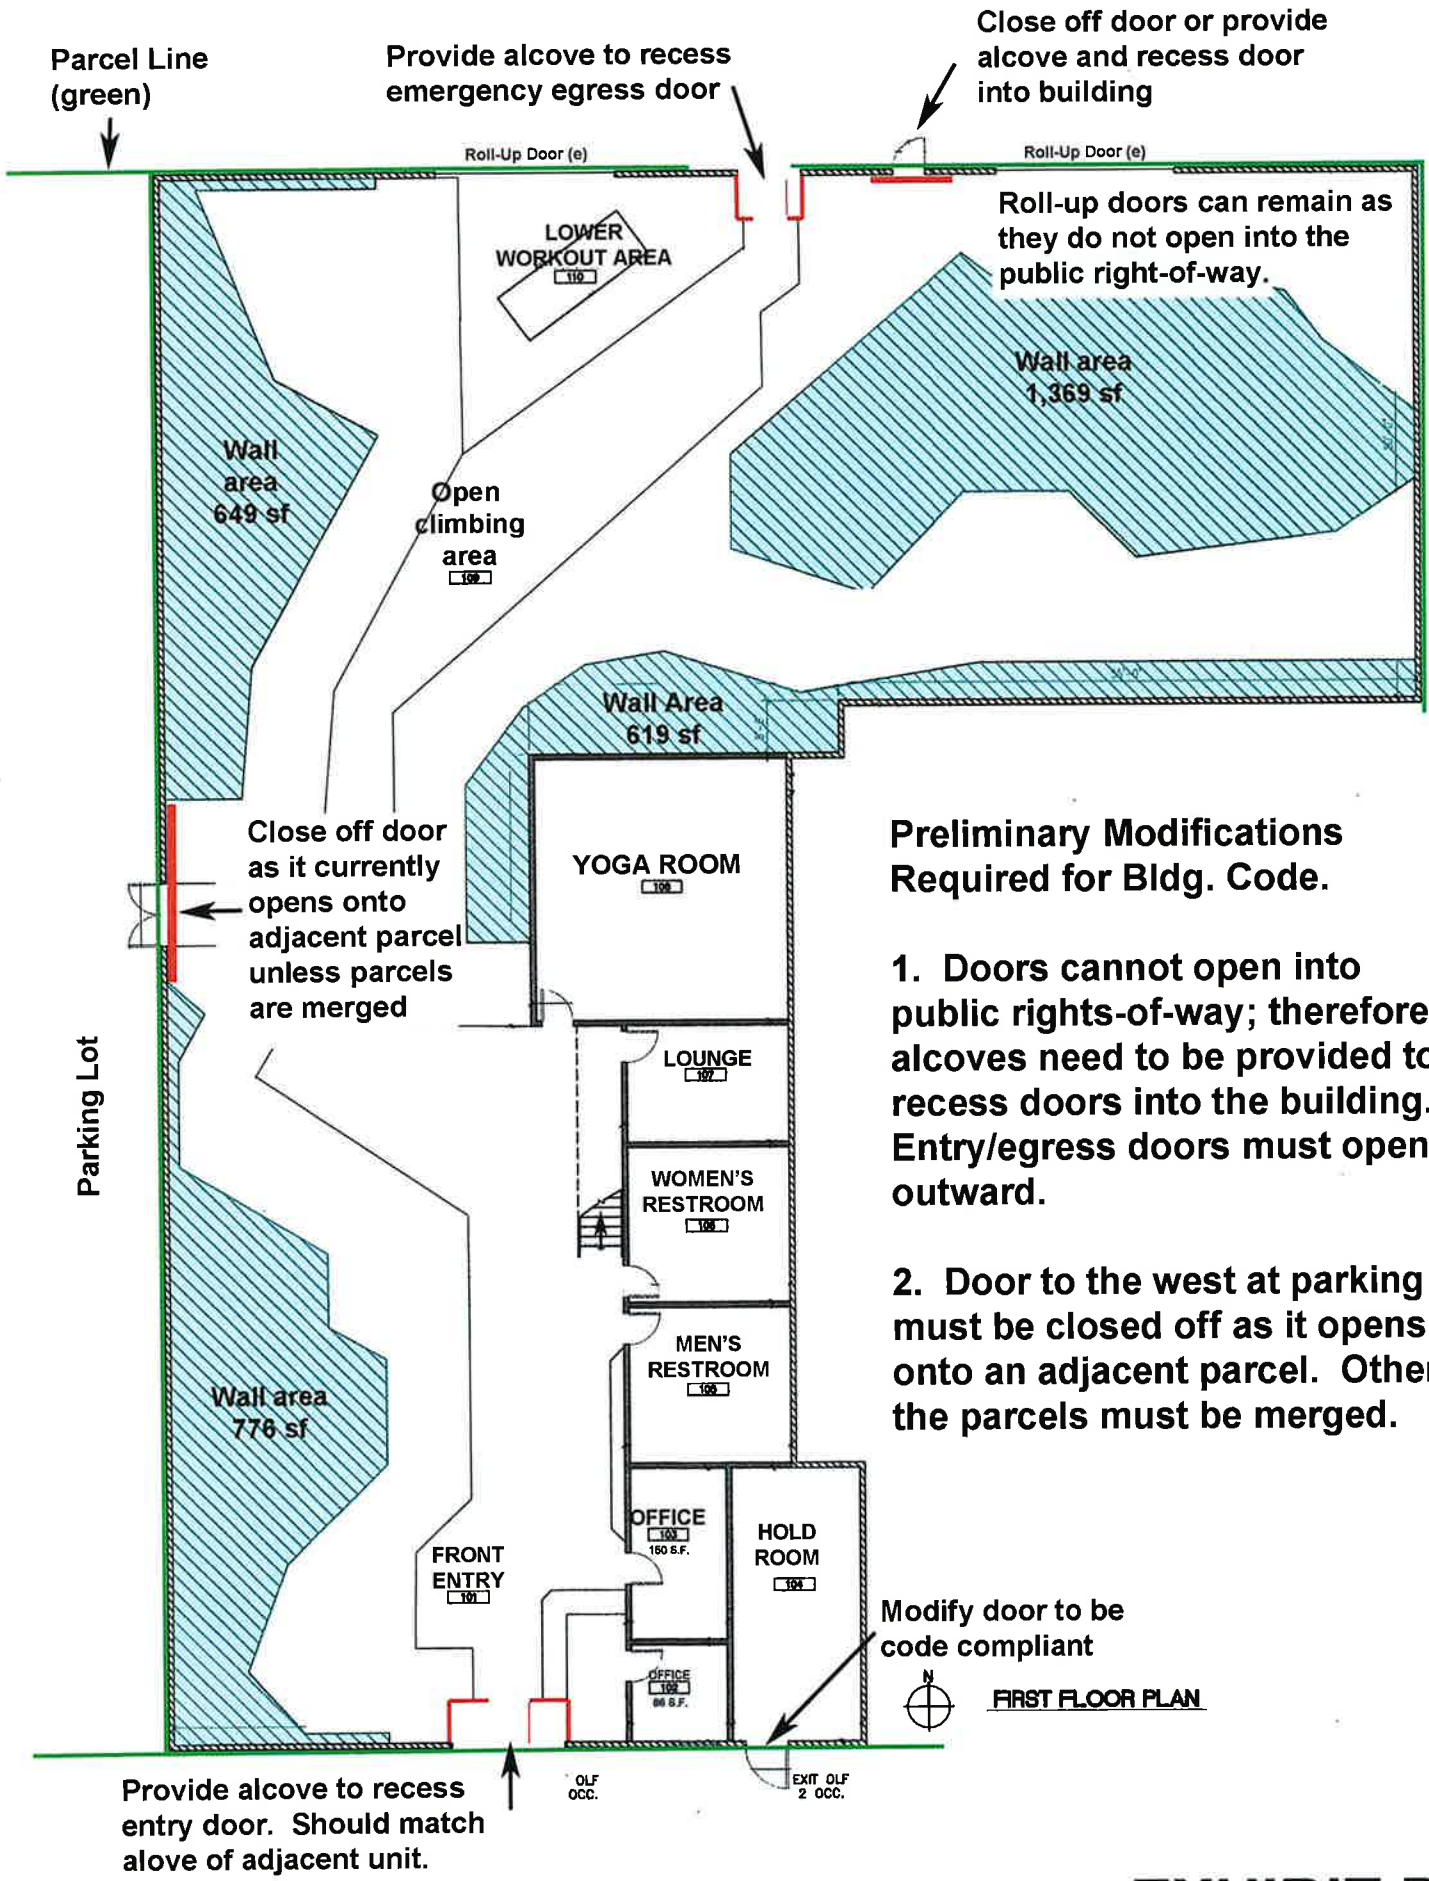 Close off door or provide
alcove and recess door
into building
Provide alcove to recess
emergency egress door
Parcel Line
(green)
Roll-Up Door (e)
Roll-Up Door (e)
Roll-up doors can remain as
they do not open into the
public right-of-way.
LOWER
WORKOUT AREA
110
Wall area
1,369 sf
Wall
area
649 sf
Open
climbing
area
109
Wall Area
619 sf
Close off door
as it currently
opens onto
adjacent parcel
unless parcels
are merged
YOGA ROOM
Preliminary Modifications
Required for Bldg. Code.
1. Doors cannot open into
public rights-of-way; therefore
alcoves need to be provided to
recess doors into the building.
Entry/egress doors must open
outward.
2. Door to the west at parking
must be closed off as it opens
onto an adjacent parcel. Other
the parcels must be merged.
Parking Lot
LOUNGE
107
WOMEN'S
RESTROOM
MEN'S
RESTROOM
105
Wall area
776 sf
OFFICE
103
150 S.F.
HOLD
ROOM
104
FRONT
ENTRY
101
OFFICE
102
86 S.F.
Modify door to be
code compliant
N
FIRST FLOOR PLAN
Provide alcove to recess
entry door. Should match
alove of adjacent unit.
OLF
OCC.
EXIT OLF
2 OCC.